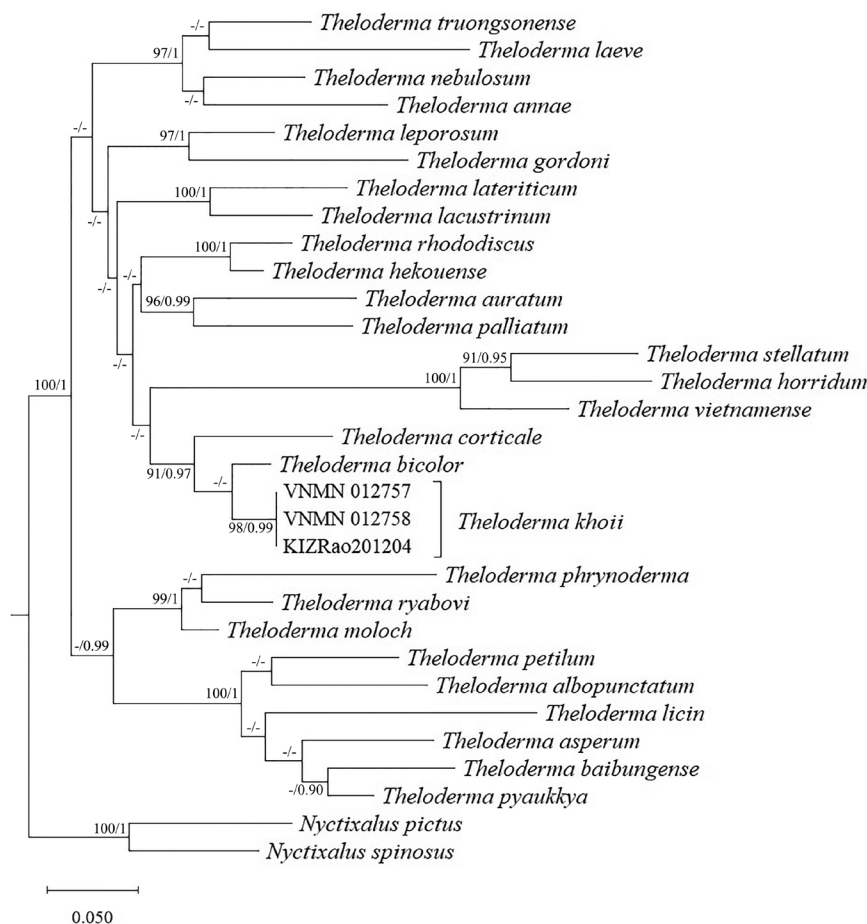 -/-
Theloderma truongsonense
97/1
Theloderma laeve
Theloderma nebulosum
-/-
Theloderma annae
-/-
97/1
Theloderma leporosum
Theloderma gordoni
-/-
100/1
Theloderma lateriticum
Theloderma lacustrinum
100/1
Theloderma rhododiscus
-/-
-/-
Theloderma hekouense
96/0.99
Theloderma auratum
Theloderma palliatum
-/-
91/0.95
Theloderma stellatum
100/1
100/1
Theloderma horridum
Theloderma vietnamense
-/-
Theloderma corticale
91/0.97
Theloderma bicolor
-/-
VNMN 012757
98/0.99
VNMN 012758
Theloderma khoii
KIZRao201204
-/-
Theloderma phrynoderma
99/1
Theloderma ryabovi
Theloderma moloch
-/0.99
-/-
Theloderma petilum
100/1
Theloderma albopunctatum
-/-
Theloderma licin
-/-
Theloderma asperum
Theloderma baibungense
-/0.90
Theloderma pyaukkya
100/1
Nyctixalus pictus
Nyctixalus spinosus
0.050